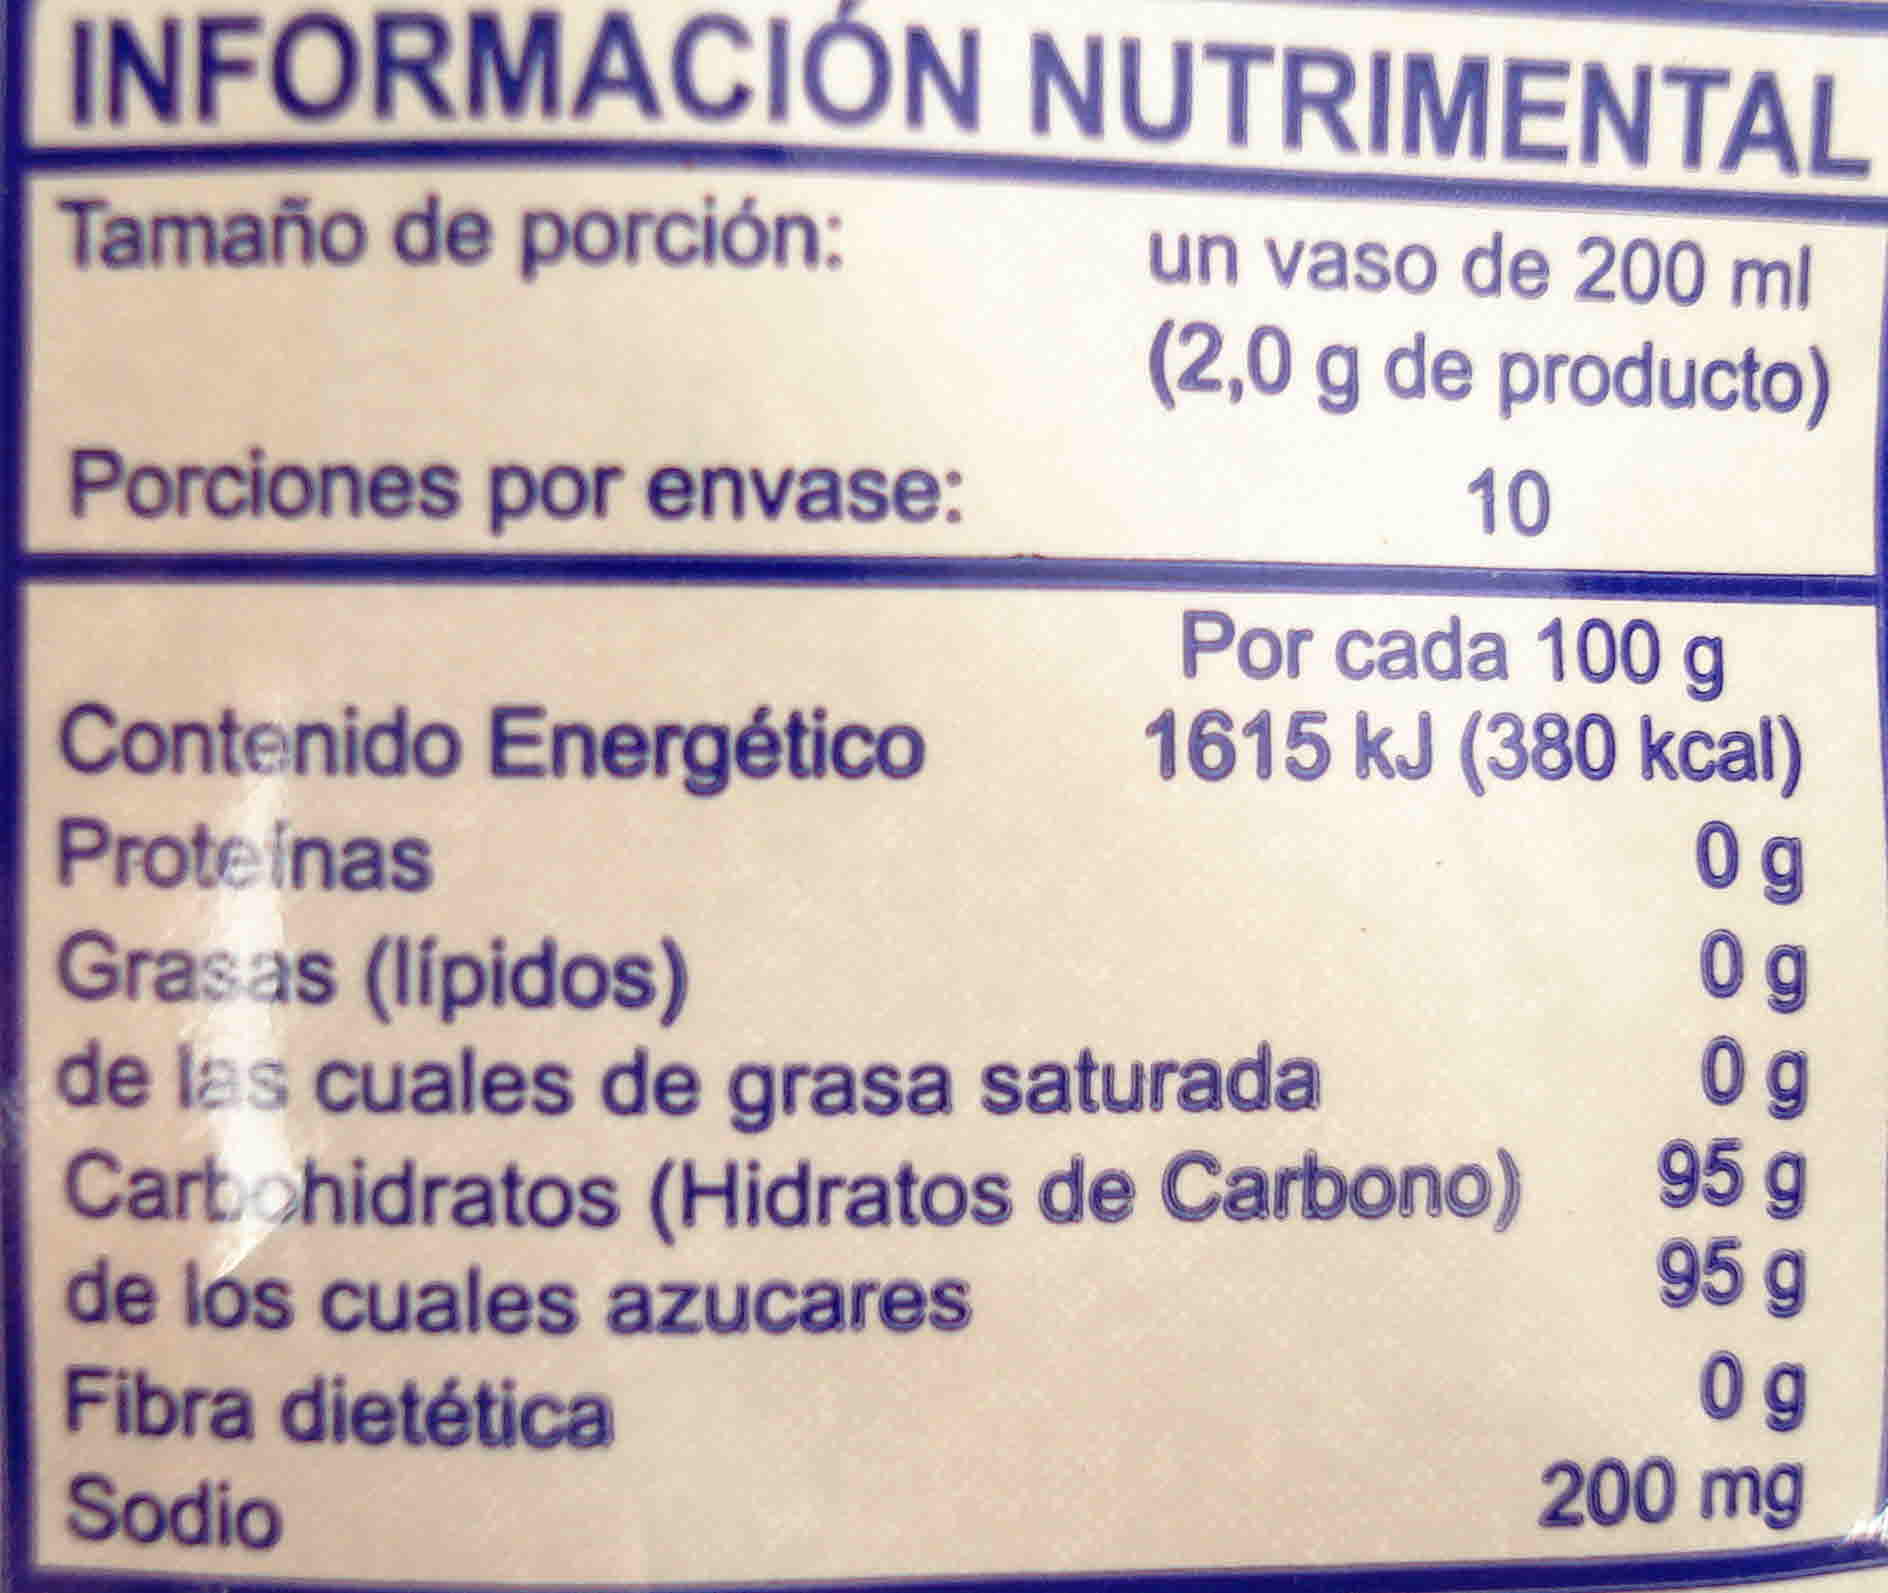 INFORMACIÓN NUTRIMENTAL
Tamaño de porción: un vaso de 200 ml
(2,0 g de producto)
Porciones por envase: 10
Por cada 100 g
Contenido Energético 1615 kJ (380 kcal)
Proteínas 0 g
Grasas (lípidos) 0 g
de las cuales de grasa saturada 0 g
Carbohidratos (Hidratos de Carbono) 95 g
de los cuales azucares 95 g
Fibra dietética 0 g
Sodio 200 mg